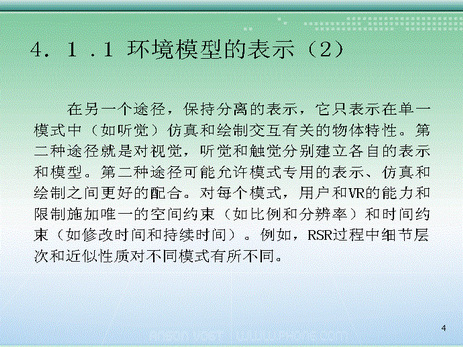 4. 1 .1 环境模型的表示（2）
在另一个途径，保持分离的表示，它只表示在单一
模式中（如听觉）仿真和绘制交互有关的物体特性。第
二种途径就是对视觉，听觉和触觉分别建立各自的表示
和模型。第二种途径可能允许模式专用的表示、仿真和
绘制之间更好的配合。对每个模式，用户和VR的能力和
限制施加唯一的空间约束（如比例和分辨率）和时间约
束（如修改时间和持续时间）。例如，RSR过程中细节层
次和近似性质对不同模式有所不同。
4